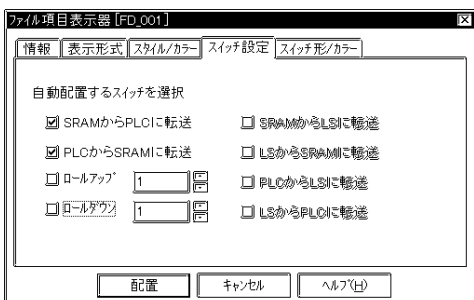 ファイル項目表示器 [FD_001]
情報 表示形式 スタイル/カラー スイッチ設定 スイッチ形/カラー
自動配置するスイッチを選択
SRAMからPLCに転送 SRAMからLSに転送
PLCからSRAMに転送 LSからSRAMに転送
ロールアップ 1 PLCからLSに転送
ロールダウン 1 LSからPLCに転送
配置 キャンセル ヘルプ(H)